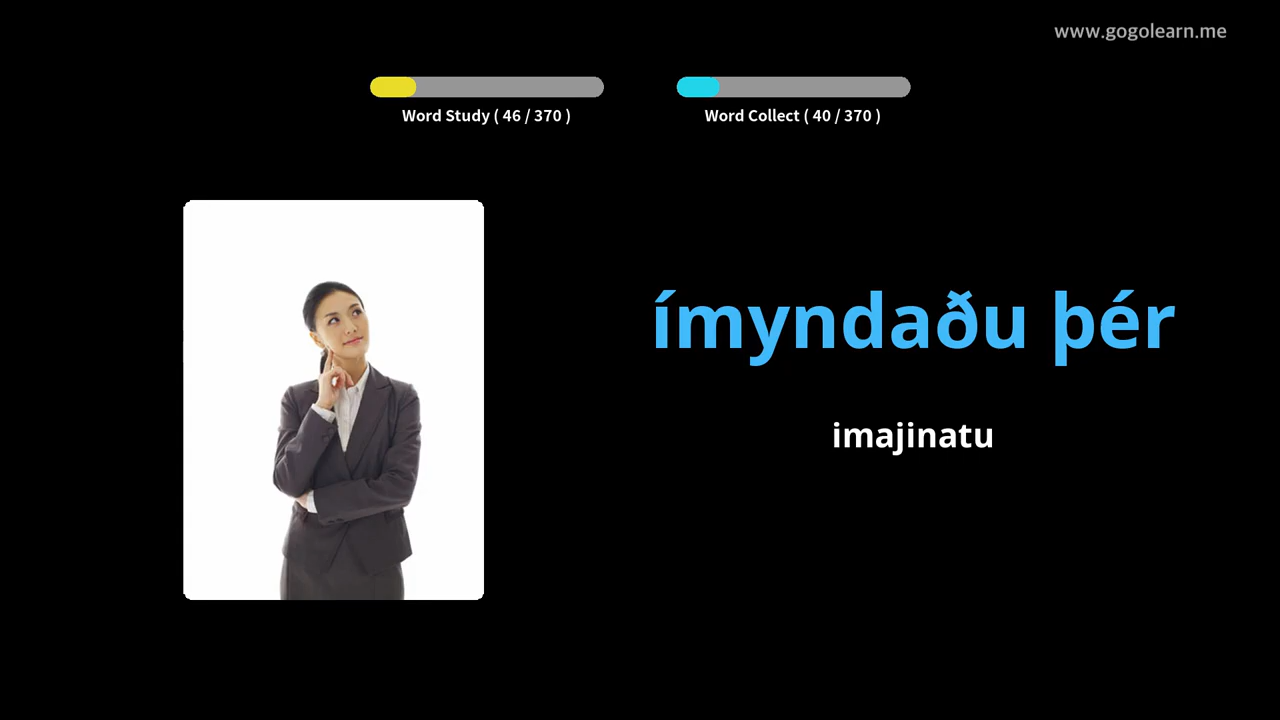 www.gogolearn.me
Word Study ( 46 / 370 )
Word Collect ( 40 / 370 )
ímyndaðu þér
imajinatu